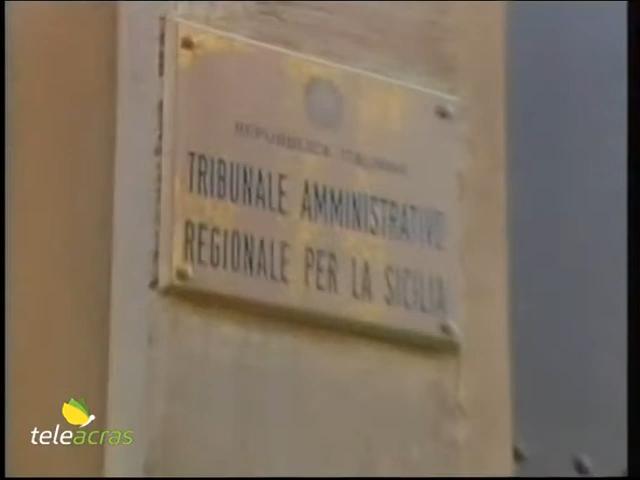 REPUBBLICA ITALIANA
TRIBUNALE AMMINISTRATIVO
REGIONALE PER LA SICILIA
teleacras